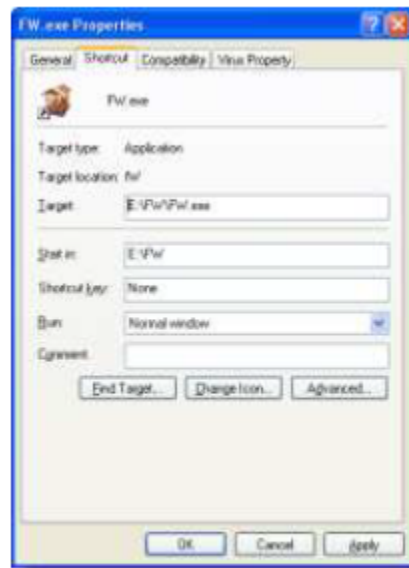 FW.exe Properties
General Shortcut Compatibility Virus Property
FW.exe
Target type: Application
Target location: fW
Target: E:\FW\FW.exe
Start in: E:\FW
Shortcut key: None
Run: Normal window
Comment:
Find Target... Change Icon... Advanced...
OK Cancel Apply